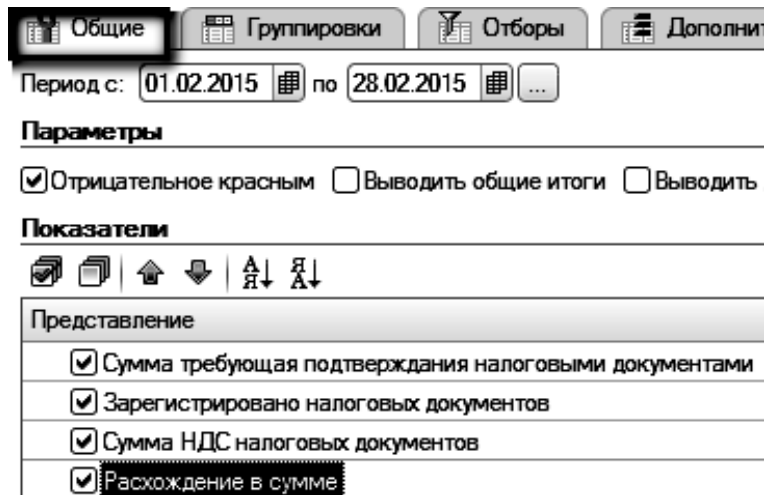 Общие Группировки Отборы Дополнит
Период с: 01.02.2015 по 28.02.2015 ...
Параметры
Отрицательное красным Выводить общие итоги Выводить
Показатели
Представление
Сумма требующая подтверждания налоговыми документами
Зарегистрировано налоговых документов
Сумма НДС налоговых документов
Расхождение в сумме